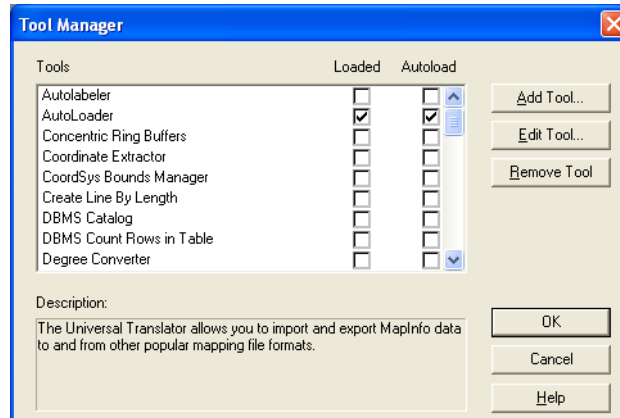 Tool Manager
Tools Loaded Autoload
Autolabeler
AutoLoader
Concentric Ring Buffers
Coordinate Extractor
CoordSys Bounds Manager
Create Line By Length
DBMS Catalog
DBMS Count Rows in Table
Degree Converter
Add Tool...
Edit Tool...
Remove Tool
Description:
The Universal Translator allows you to import and export MapInfo data
to and from other popular mapping file formats.
OK
Cancel
Help